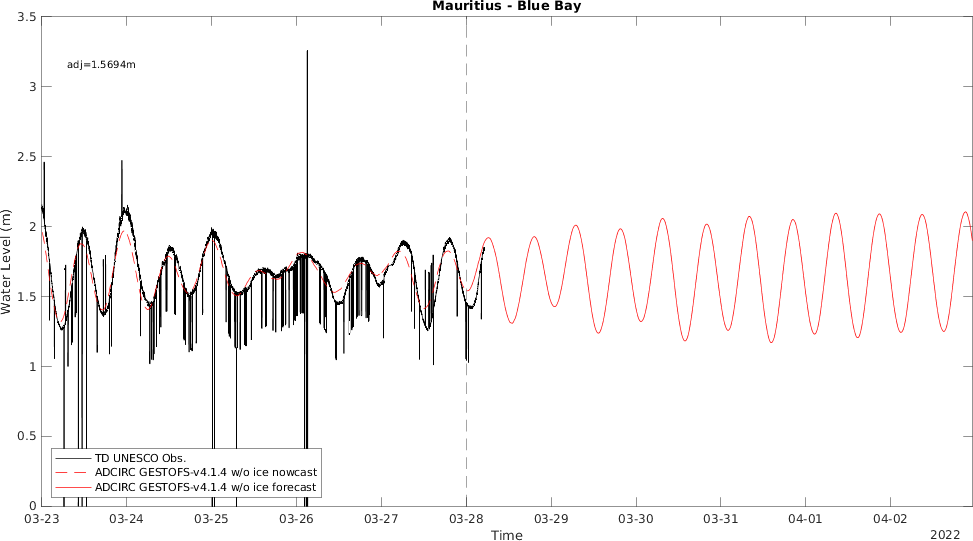 Mauritius - Blue Bay
3.5
adj=1.5694m
3
2.5
2
Water Level (m)
1.5
1
0.5
TD UNESCO Obs.
ADCIRC GESTOFS-v4.1.4 w/o ice nowcast
ADCIRC GESTOFS-v4.1.4 w/o ice forecast
0
03-23 03-24 03-25 03-26 03-27 03-28 03-29 03-30 03-31 04-01 04-02
Time
2022